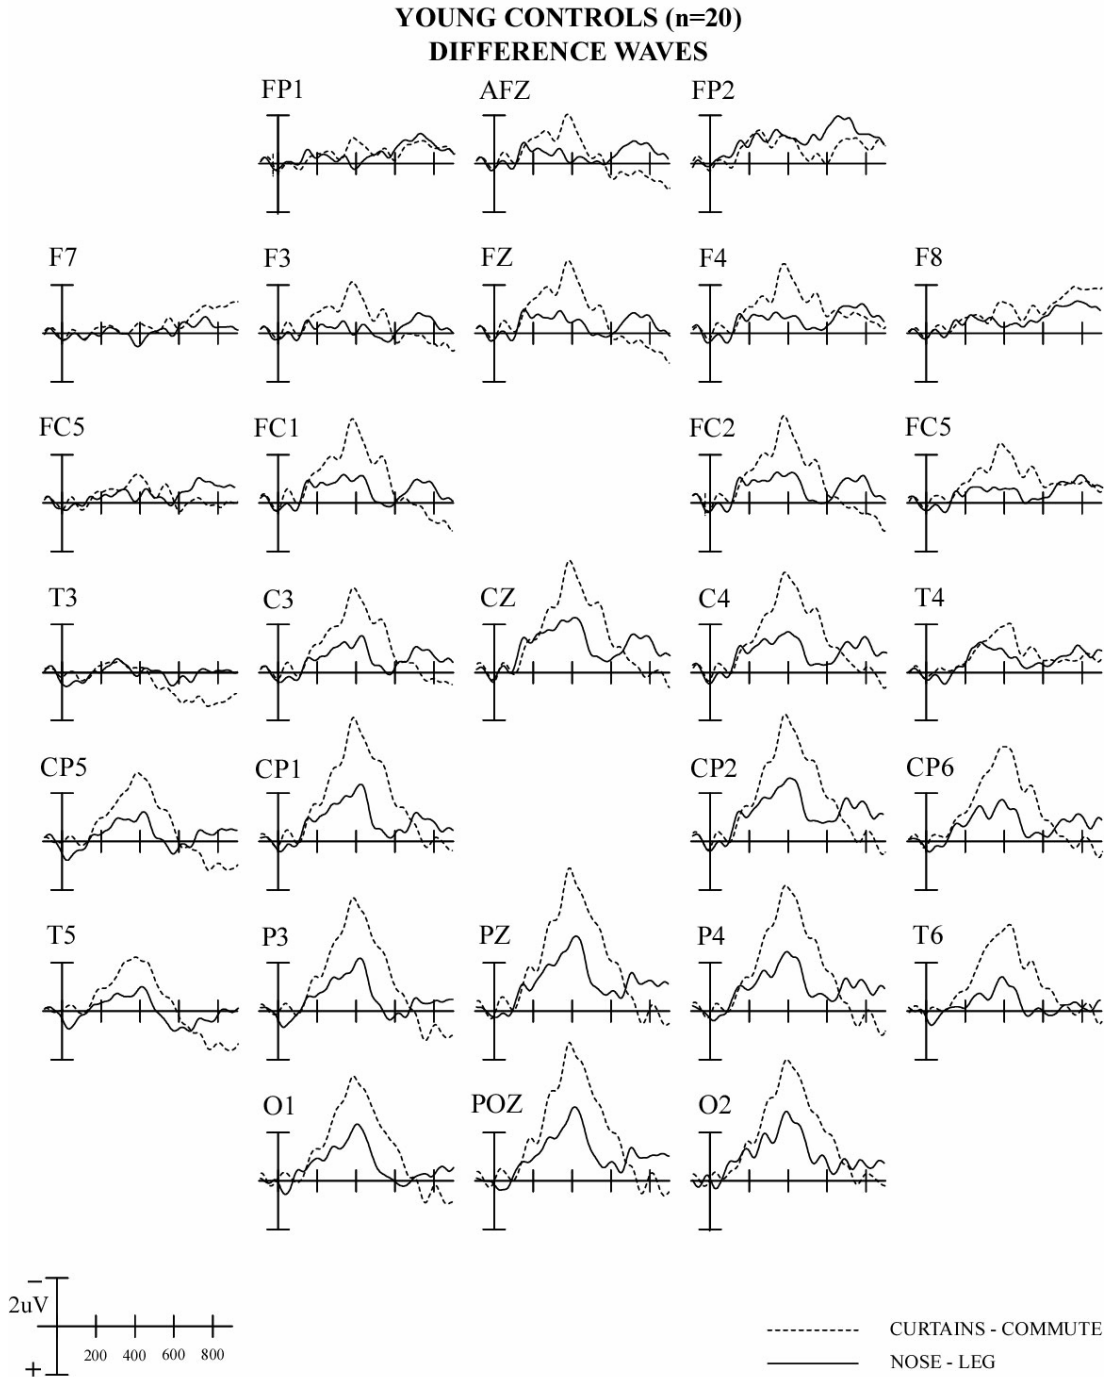 YOUNG CONTROLS (n=20)
DIFFERENCE WAVES
FP1 AFZ FP2
F7 F3 FZ F4 F8
FC5 FC1 FC2 FC5
T3 C3 CZ C4 T4
CP5 CP1 CP2 CP6
T5 P3 PZ P4 T6
O1 POZ O2
−
2uV
+
200 400 600 800
CURTAINS - COMMUTE
NOSE - LEG